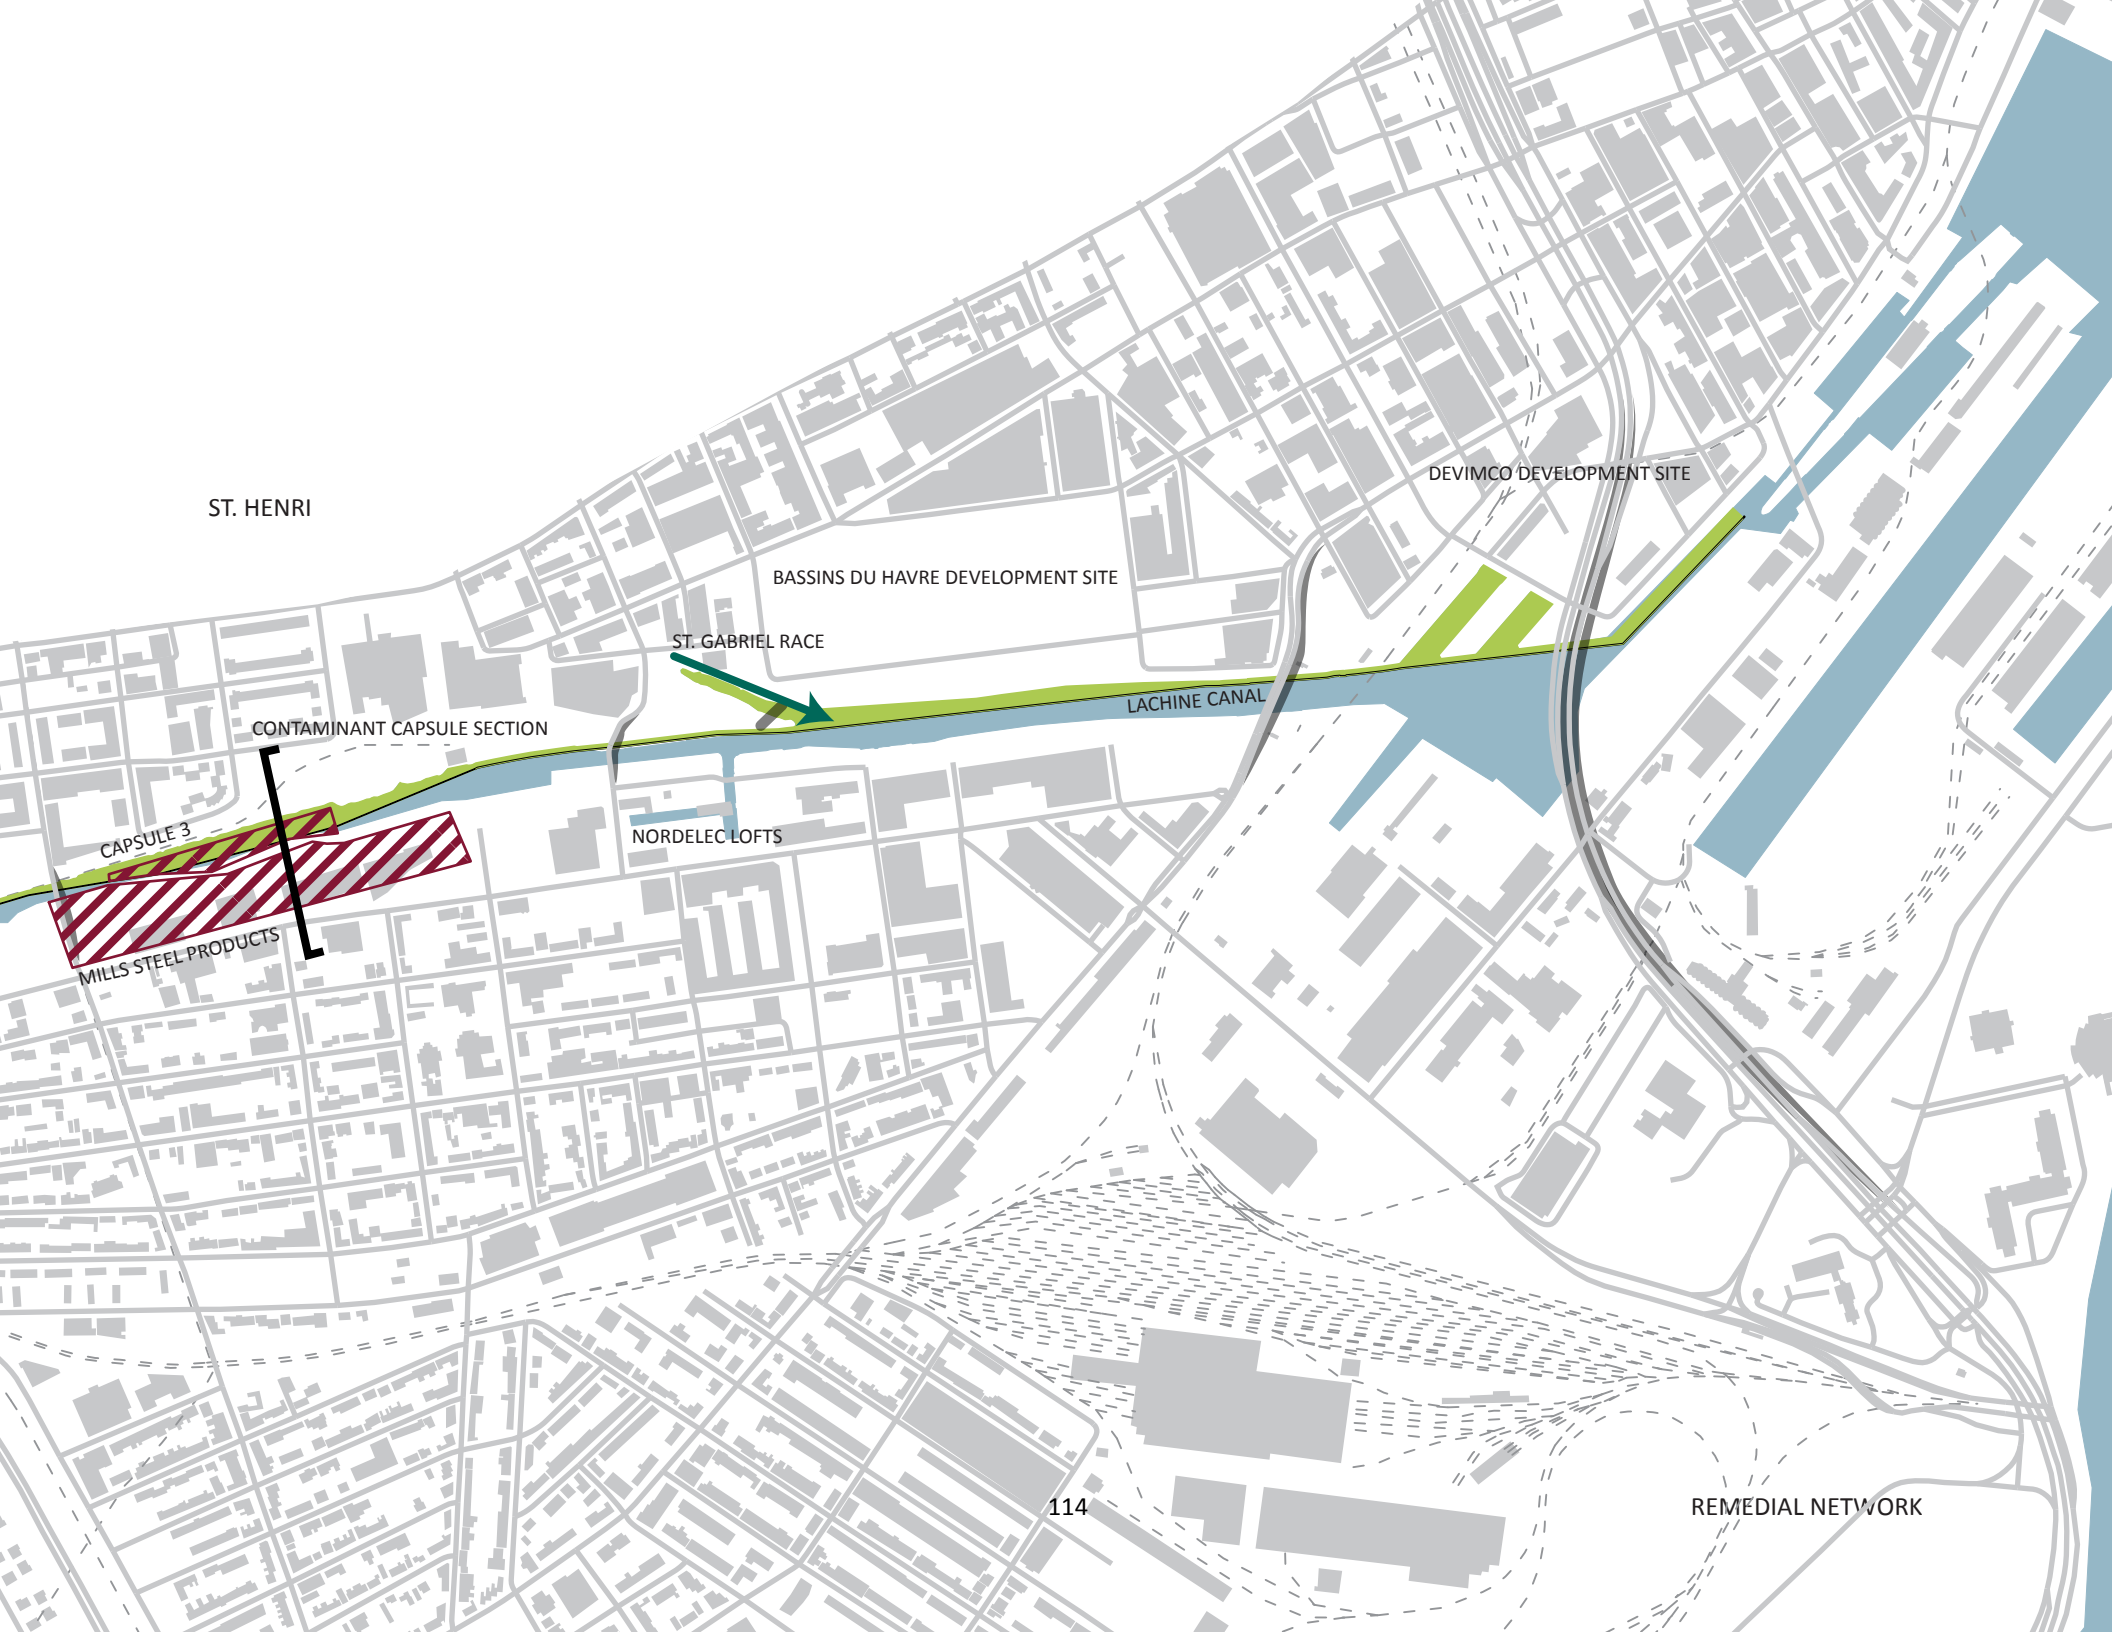 DEVIMCO DEVELOPMENT SITE
ST. HENRI
BASSINS DU HAVRE DEVELOPMENT SITE
ST. GABRIEL RACE
LACHINE CANAL
CONTAMINANT CAPSULE SECTION
CAPSULE 3
NORDELEC LOFTS
MILLS STEEL PRODUCTS
114
REMEDIAL NETWORK